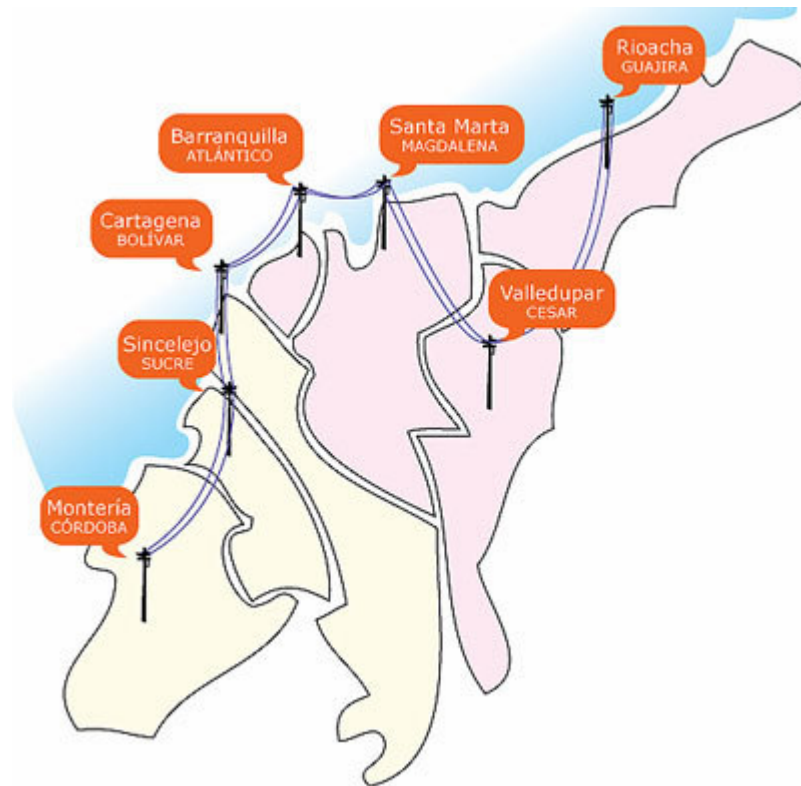 Rioacha
GUAJIRA
Santa Marta
MAGDALENA
Barranquilla
ATLÁNTICO
Cartagena
BOLÍVAR
Valledupar
CESAR
Sincelejo
SUCRE
Montería
CÓRDOBA